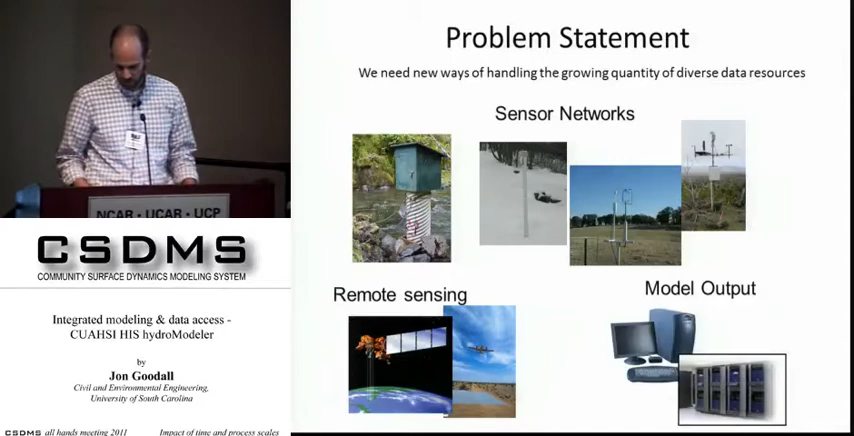 Problem Statement
We need new ways of handling the growing quantity of diverse data resources
Sensor Networks
Remote sensing
Model Output
NCAR · UCAR · UCP
CSDMS
COMMUNITY SURFACE DYNAMICS MODELING SYSTEM
Integrated modeling & data access -
CUAHSI HIS hydroModeler
by
Jon Goodall
Civil and Environmental Engineering,
University of South Carolina
CSDMS all hands meeting 2011 Impact of time and process scales